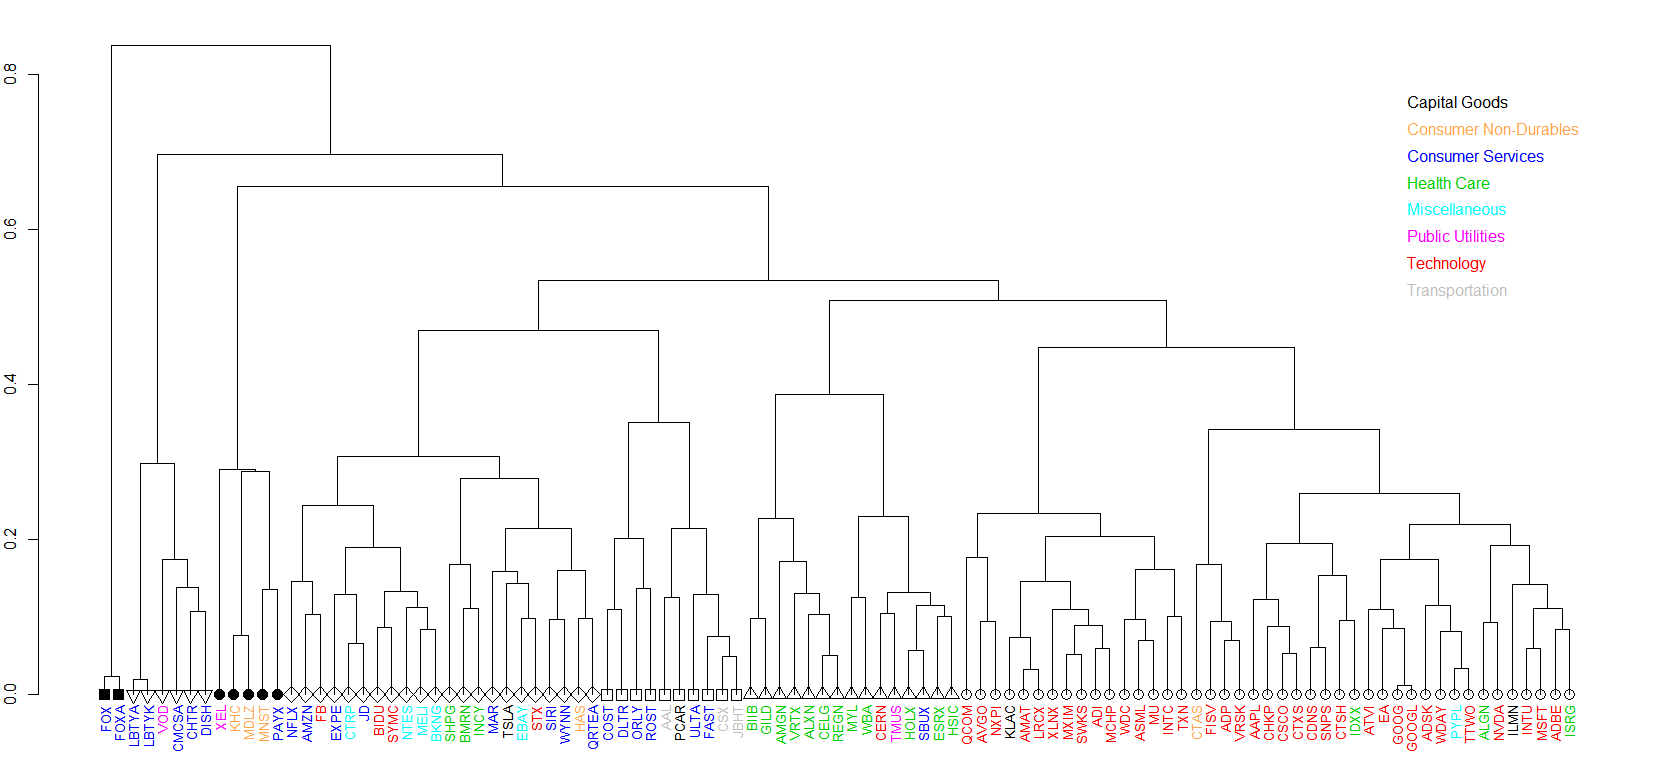 0.8
0.6
0.4
0.2
0.0
Capital Goods
Consumer Non-Durables
Consumer Services
Health Care
Miscellaneous
Public Utilities
Technology
Transportation
FOX
FOXA
LBTYA
LBTYK
VOD
CMCSA
CHTR
DISH
XEL
KHC
MDLZ
MNST
PAYX
NFLX
AMZN
FB
EXPE
CTRP
JD
BIDU
SYMC
NTES
MELI
BKNG
SHPG
BMRN
INCY
MAR
TSLA
EBAY
STX
SIRI
WYNN
HAS
QRTEA
COST
DLTR
ORLY
ROST
AAL
PCAR
ULTA
FAST
CSX
JBHT
BIIB
GILD
AMGN
VRTX
ALXN
CELG
REGN
MYL
WBA
CERN
TMUS
HOLX
SBUX
ESRX
HSIC
QCOM
AVGO
NXPI
KLAC
AMAT
LRCX
XLNX
MXIM
SWKS
ADI
MCHP
WDC
ASML
MU
INTC
TXN
CTAS
FISV
ADP
VRSK
AAPL
CHKP
CSCO
CTXS
CDNS
SNPS
CTSH
IDXX
ATVI
EA
GOOG
GOOGL
ADSK
WDAY
PYPL
TTWO
ALGN
NVDA
ILMN
INTU
MSFT
ADBE
ISRG